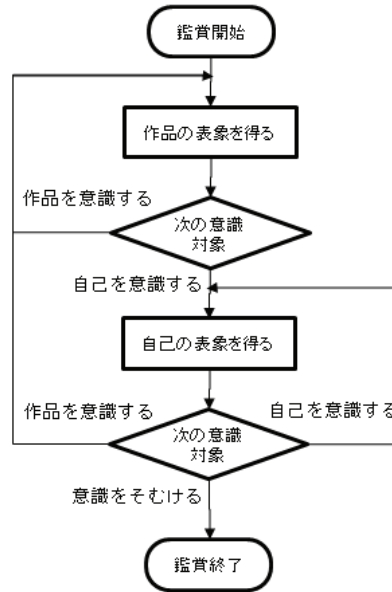 鑑賞開始
作品の表象を得る
作品を意識する
次の意識
対象
自己を意識する
自己の表象を得る
作品を意識する
自己を意識する
次の意識
対象
意識をそむける
鑑賞終了